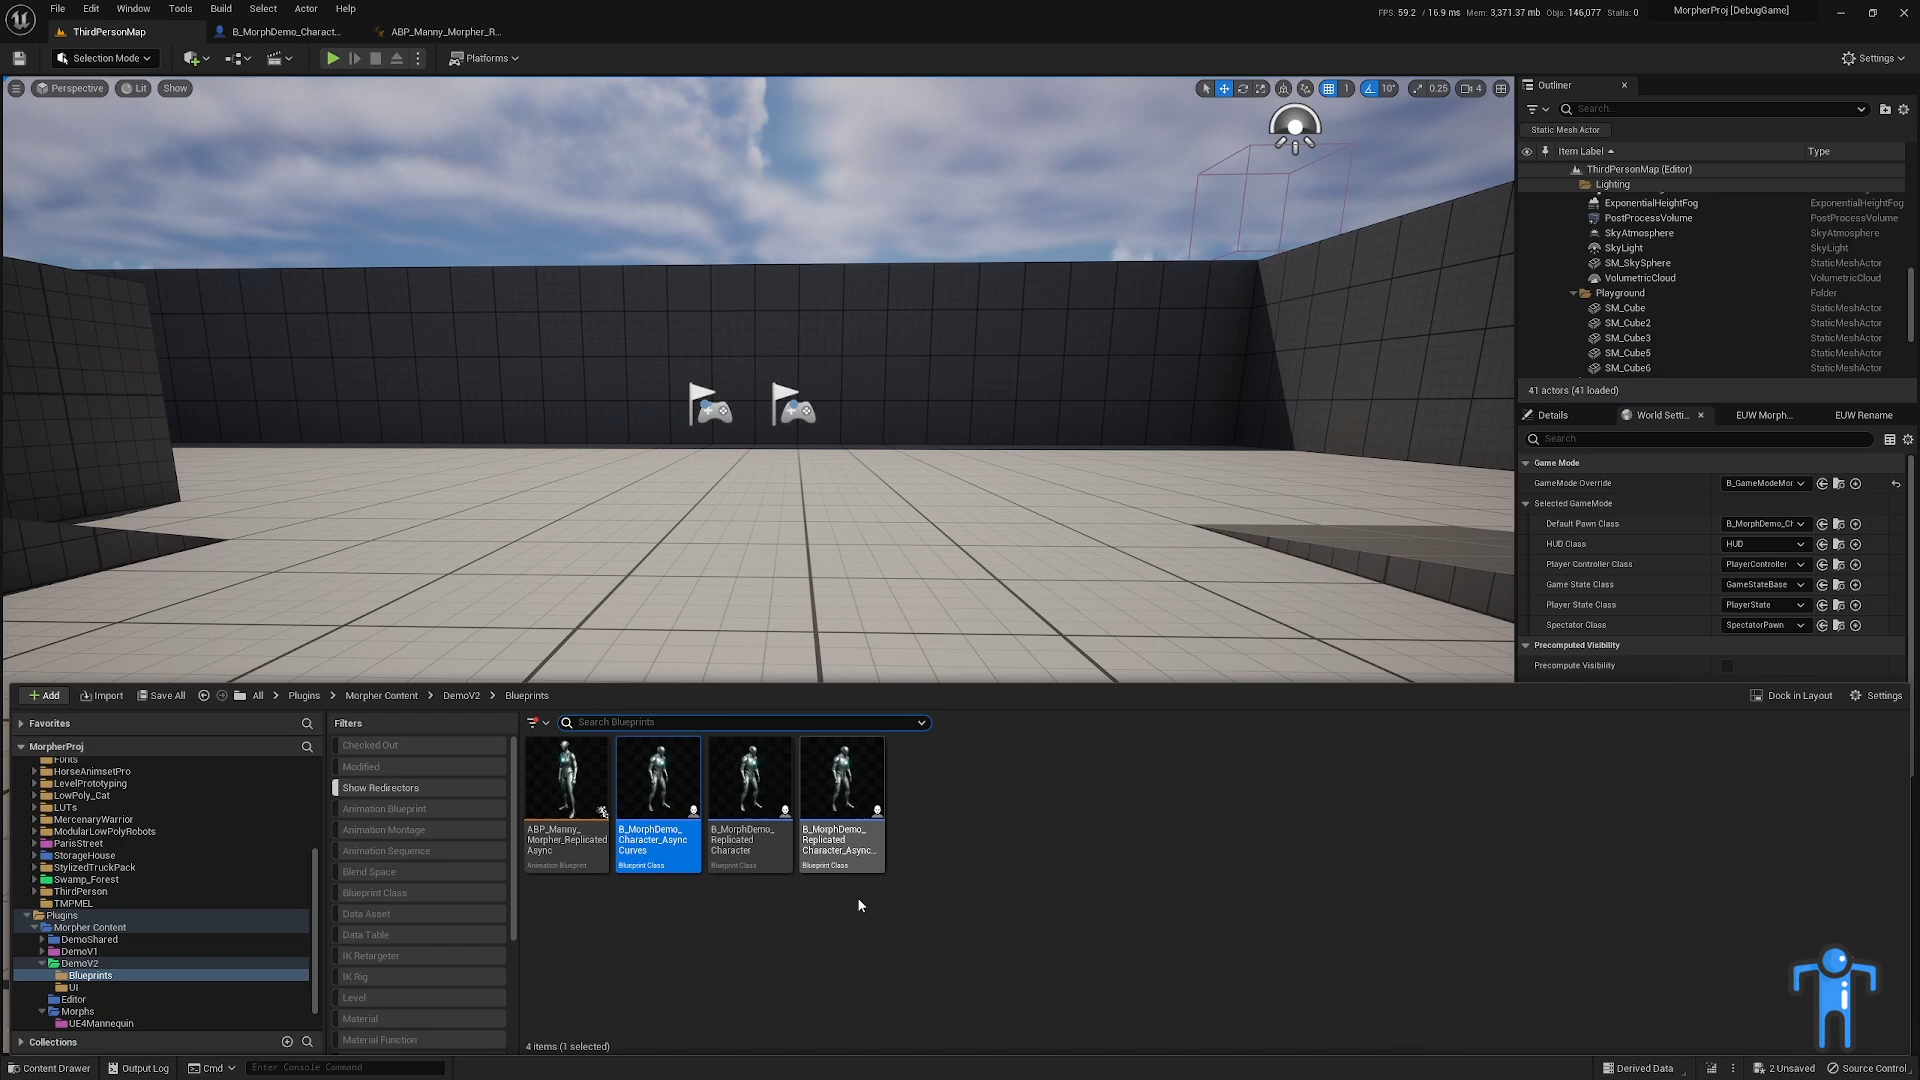 File Edit Window Tools Build Select Actor Help
FPS: 59.2 / 16.9 ms Mem: 3,371.37 mb Objs: 146,077 Stalls: 0
MorpherProj [DebugGame]
ThirdPersonMap
B_MorphDemo_Charact...
ABP_Manny_Morpher_R...
Selection Mode
Platforms
Settings
Perspective
Lit
Show
1
10°
0.25
4
Outliner
Search...
Static Mesh Actor
Item Label
Type
ThirdPersonMap (Editor)
Lighting
ExponentialHeightFog ExponentialHeightFog
PostProcessVolume PostProcessVolume
SkyAtmosphere SkyAtmosphere
SkyLight SkyLight
SM_SkySphere StaticMeshActor
VolumetricCloud VolumetricCloud
Playground Folder
SM_Cube StaticMeshActor
SM_Cube2 StaticMeshActor
SM_Cube3 StaticMeshActor
SM_Cube5 StaticMeshActor
SM_Cube6 StaticMeshActor
41 actors (41 loaded)
Details
World Setti...
EUW Morph...
EUW Rename
Search
Game Mode
GameMode Override B_GameModeMor
Selected GameMode
Default Pawn Class B_MorphDemo_Ch
HUD Class HUD
Player Controller Class PlayerController
Game State Class GameStateBase
Player State Class PlayerState
Spectator Class SpectatorPawn
Precomputed Visibility
Precompute Visibility
Add
Import
Save All
All
Plugins
Morpher Content
DemoV2
Blueprints
Dock in Layout
Settings
Favorites
MorpherProj
Fonts
HorseAnimsetPro
LevelPrototyping
LowPoly_Cat
LUTs
MercenaryWarrior
ModularLowPolyRobots
ParisStreet
StorageHouse
StylizedTruckPack
Swamp_Forest
ThirdPerson
TMPMEL
Plugins
Morpher Content
DemoShared
DemoV1
DemoV2
Blueprints
UI
Editor
Morphs
UE4Mannequin
Collections
Filters
Checked Out
Modified
Show Redirectors
Animation Blueprint
Animation Montage
Animation Sequence
Blend Space
Blueprint Class
Data Asset
Data Table
IK Retargeter
IK Rig
Level
Material
Material Function
Search Blueprints
ABP_Manny_
Morpher_Replicated
Async
Animation Blueprint
B_MorphDemo_
Character_Async
Curves
Blueprint Class
B_MorphDemo_
Replicated
Character
Blueprint Class
B_MorphDemo_
Replicated
Character_Async...
Blueprint Class
4 items (1 selected)
Content Drawer
Output Log
Cmd
Enter Console Command
Derived Data
2 Unsaved
Source Control